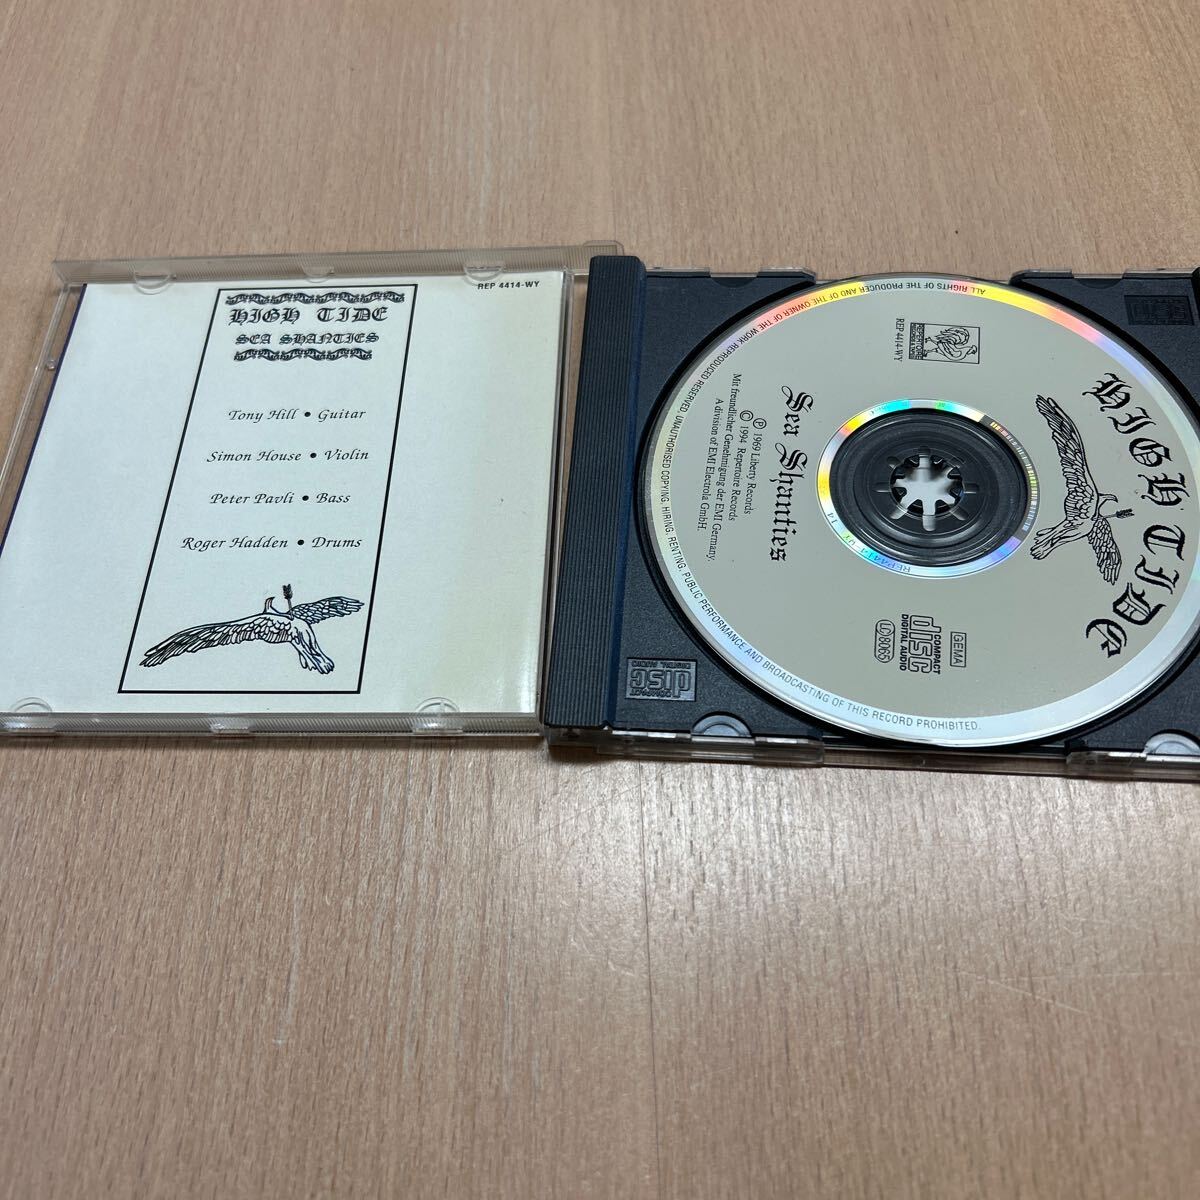 REP 4414-WY
HIGH TIDE
SEA SHANTIES
Tony Hill • Guitar
Simon House • Violin
Peter Pavli • Bass
Roger Hadden • Drums
HIGH TIDE
Sea Shanties
REPERTOIRE
REP 4414-WY
Ⓟ 1969 Liberty Records
© 1994 Repertoire Records
Mit freundlicher Genehmigung der EMI Germany.
A division of EMI Electrola GmbH.
GEMA
COMPACT
disc
DIGITAL AUDIO
LC 8065
ALL RIGHTS OF THE PRODUCER AND OF THE OWNER OF THE WORK REPRODUCED RESERVED. UNAUTHORISED COPYING, HIRING, RENTING, PUBLIC PERFORMANCE AND BROADCASTING OF THIS RECORD PROHIBITED.
COMPACT
disc
DIGITAL AUDIO